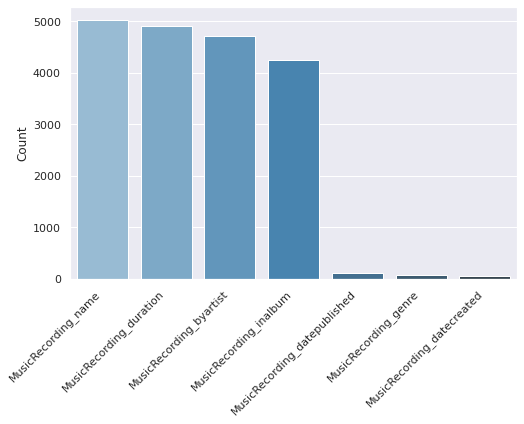 5000
4000
3000
2000
1000
0
Count
MusicRecording_name
MusicRecording_duration
MusicRecording_byartist
MusicRecording_inalbum
MusicRecording_datepublished
MusicRecording_genre
MusicRecording_datecreated